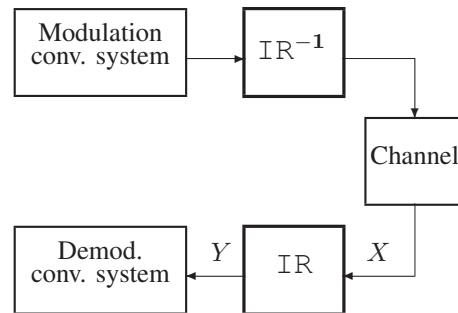 Modulation
conv. system
IR⁻¹
Channel
Demod.
conv. system
Y
IR
X